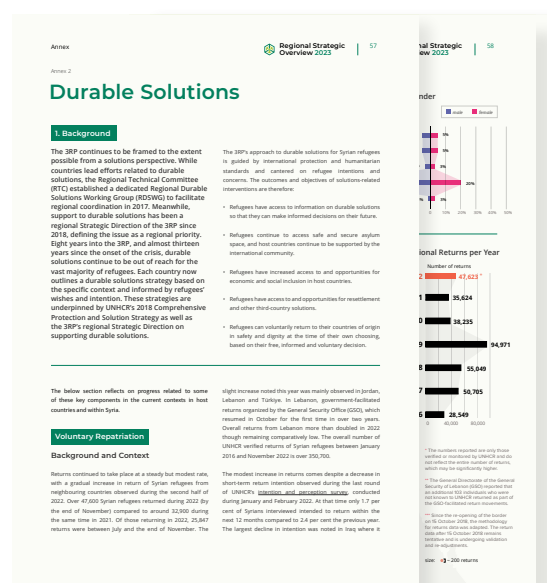 Annex
Regional Strategic
Overview 2023
57
Annex 2
Durable Solutions
1. Background
The 3RP continues to be framed to the extent
possible from a solutions perspective. While
countries lead efforts related to durable
solutions, the Regional Technical Committee
(RTC) established a dedicated Regional Durable
Solutions Working Group (RDSWG) to facilitate
regional coordination in 2017. Meanwhile,
support to durable solutions has been a
regional Strategic Direction of the 3RP since
2018, defining the issue as a regional priority.
Eight years into the 3RP, and almost thirteen
years since the onset of the crisis, durable
solutions continue to be out of reach for the
vast majority of refugees. Each country now
outlines a durable solutions strategy based on
the specific context and informed by refugees'
wishes and intention. These strategies are
underpinned by UNHCR's 2018 Comprehensive
Protection and Solution Strategy as well as
the 3RP's regional Strategic Direction on
supporting durable solutions.
The 3RP's approach to durable solutions for Syrian refugees
is guided by international protection and humanitarian
standards and cantered on refugee intentions and
concerns. The outcomes and objectives of solutions-related
interventions are therefore:
• Refugees have access to information on durable solutions
so that they can make informed decisions on their future.
• Refugees continue to access safe and secure asylum
space, and host countries continue to be supported by the
international community.
• Refugees have increased access to and opportunities for
economic and social inclusion in host countries.
• Refugees have access to and opportunities for resettlement
and other third-country solutions.
• Refugees can voluntarily return to their countries of origin
in safety and dignity at the time of their own choosing,
based on their free, informed and voluntary decision.
The below section reflects on progress related to some
of these key components in the current contexts in host
countries and within Syria.
Voluntary Repatriation
Background and Context
Returns continued to take place at a steady but modest rate,
with a gradual increase in return of Syrian refugees from
neighbouring countries observed during the second half of
2022. Over 47,600 Syrian refugees returned during 2022 (by
the end of November) compared to around 32,900 during
the same time in 2021. Of those returning in 2022, 25,847
returns were between July and the end of November. The
slight increase noted this year was mainly observed in Jordan,
Lebanon and Türkiye. In Lebanon, government-facilitated
returns organized by the General Security Office (GSO), which
resumed in October for the first time in over two years.
Overall returns from Lebanon more than doubled in 2022
though remaining comparatively low. The overall number of
UNHCR verified returns of Syrian refugees between January
2016 and November 2022 is over 350,700.
The modest increase in returns comes despite a decrease in
short-term return intention observed during the last round
of UNHCR's intention and perception survey, conducted
during January and February 2022. At that time only 1.7 per
cent of Syrians interviewed intended to return within the
next 12 months compared to 2.4 per cent the previous year.
The largest decline in intention was noted in Iraq where it
nal Strategic
ew 2023
58
nder
male
female
5%
5%
3%
20%
%
3%
0 10% 20% 30% 40% 50%
ional Returns per Year
Number of returns
2 47,623 *
1 35,624
0 38,235
9 94,971
8 55,049
7 50,705
6 28,549
0 40,000 80,000
* The numbers reported are only those
verified or monitored by UNHCR and do
not reflect the entire number of returns,
which may be significantly higher.
** The General Directorate of the General
Security of Lebanon (GSO) reported that
an additional 102 individuals who were
not known to UNHCR returned as part of
the GSO-facilitated return movements.
*** Since the re-opening of the border
on 15 October 2018, the methodology
for returns data was adapted. The return
date after 15 October 2018 remains
tentative and is undergoing validation
and re-adjustments.
size:
~ 200 returns